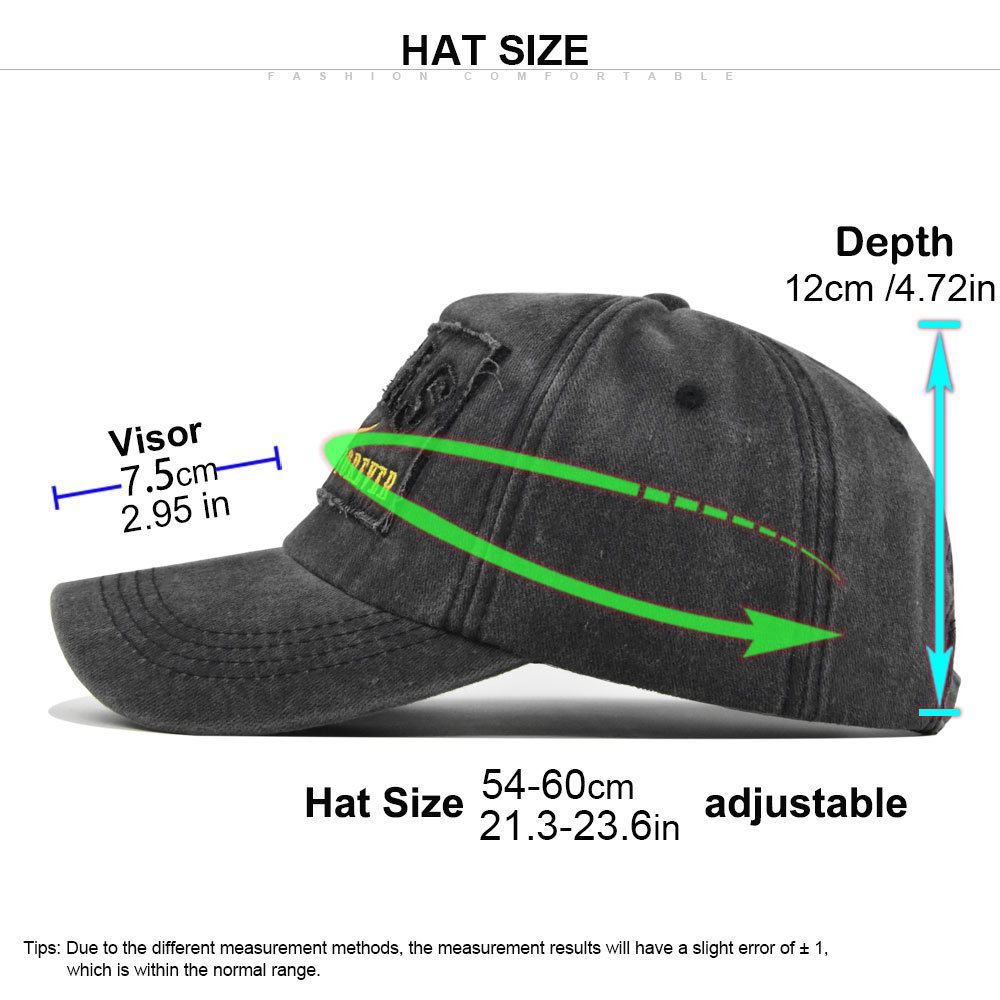 HAT SIZE
FASHION COMFORTABLE
Depth
12cm /4.72in
Visor
7.5cm
2.95 in
Hat Size 54-60cm adjustable
21.3-23.6in
Tips: Due to the different measurement methods, the measurement results will have a slight error of ± 1,
which is within the normal range.